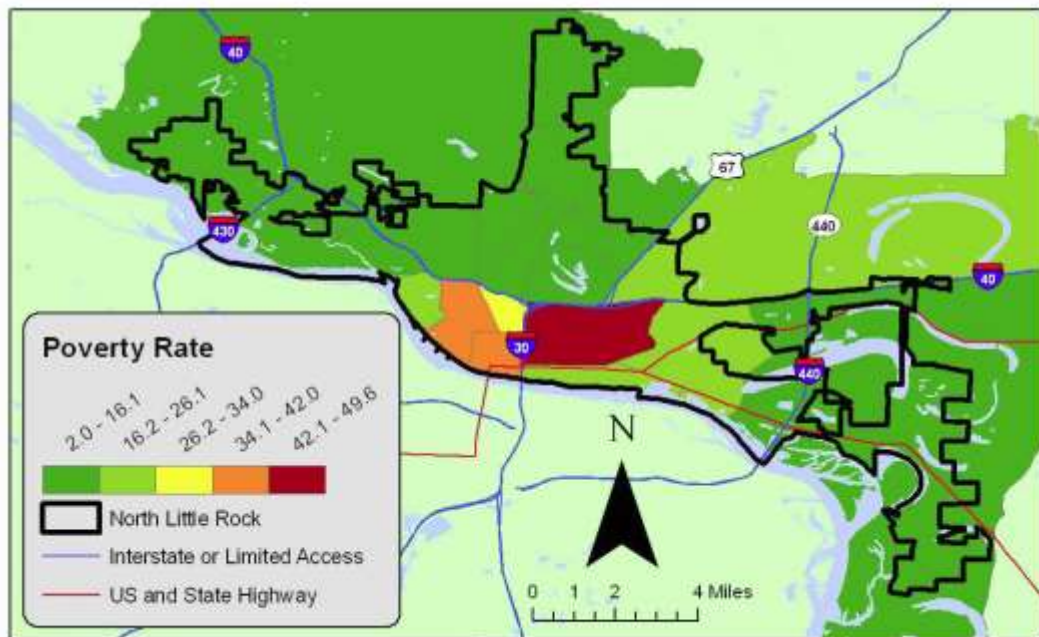 40
67
430
440
40
30
440
Poverty Rate
2.0 - 16.1
16.2 - 26.1
26.2 - 34.0
34.1 - 42.0
42.1 - 49.6
North Little Rock
Interstate or Limited Access
US and State Highway
N
0 1 2 4 Miles